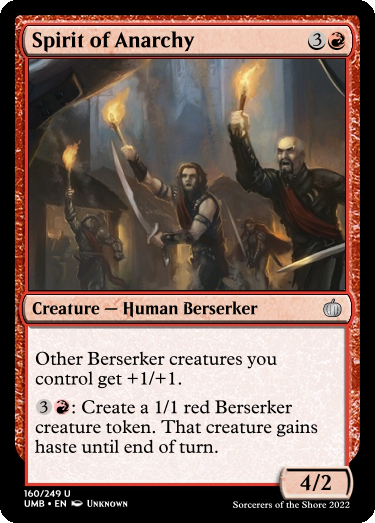 Spirit of Anarchy 3
Creature — Human Berserker
Other Berserker creatures you
control get +1/+1.
3: Create a 1/1 red Berserker
creature token. That creature gains
haste until end of turn.
4/2
160/249 U
UMB • EN Unknown
Sorcerers of the Shore 2022